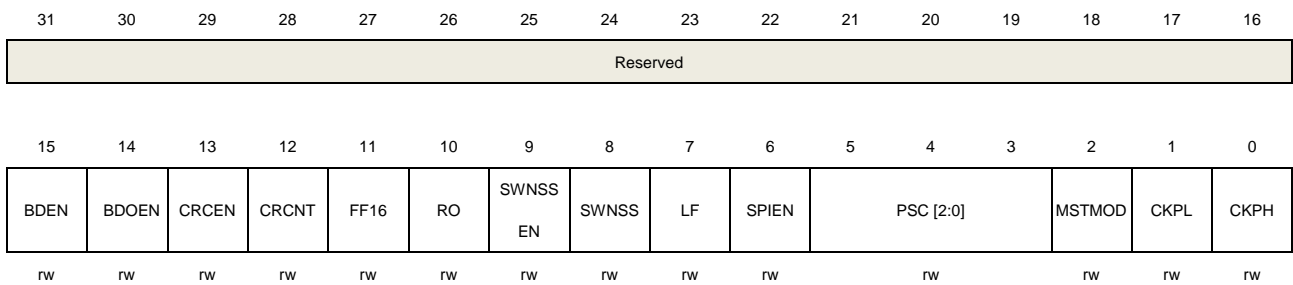 31 30 29 28 27 26 25 24 23 22 21 20 19 18 17 16
Reserved
15 14 13 12 11 10 9 8 7 6 5 4 3 2 1 0
BDEN BDOEN CRCEN CRCNT FF16 RO SWNSS EN SWNSS LF SPIEN PSC [2:0] MSTMOD CKPL CKPH
rw rw rw rw rw rw rw rw rw rw rw rw rw rw